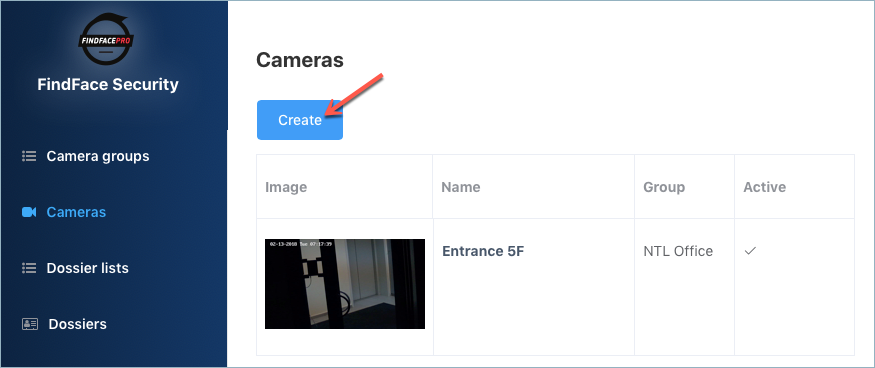 FINDFACEPRO
FindFace Security
Camera groups
Cameras
Dossier lists
Dossiers
Cameras
Create
Image Name Group Active
02-13-2018 Tue 07:17:39
Entrance 5F NTL Office